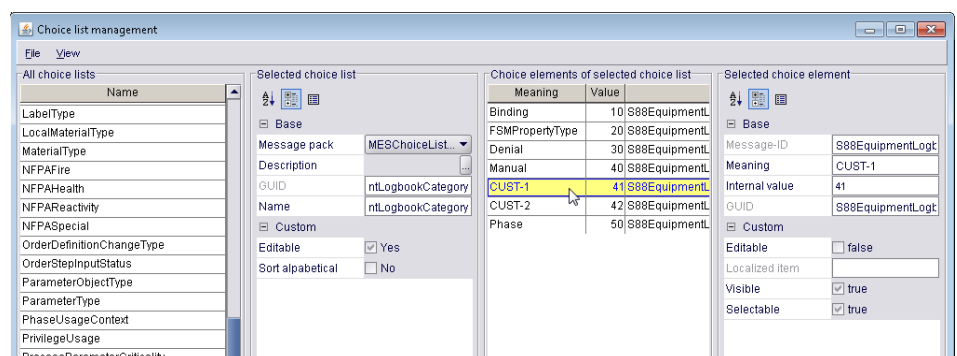 Choice list management
File View
All choice lists
Name
LabelType
LocalMaterialType
MaterialType
NFPAFire
NFPAHealth
NFPAReactivity
NFPASpecial
OrderDefinitionChangeType
OrderStepInputStatus
ParameterObjectType
ParameterType
PhaseUsageContext
PrivilegeUsage
ProcessParameterCriticality
Selected choice list
Base
Message pack MESChoiceList...
Description ...
GUID ntLogbookCategory
Name ntLogbookCategory
Custom
Editable Yes
Sort alpabetical No
Choice elements of selected choice list
Meaning Value
Binding 10 S88EquipmentL
FSMPropertyType 20 S88EquipmentL
Denial 30 S88EquipmentL
Manual 40 S88EquipmentL
CUST-1 41 S88EquipmentL
CUST-2 42 S88EquipmentL
Phase 50 S88EquipmentL
Selected choice element
Base
Message-ID S88EquipmentLogb
Meaning CUST-1
Internal value 41
GUID S88EquipmentLogb
Custom
Editable false
Localized item
Visible true
Selectable true